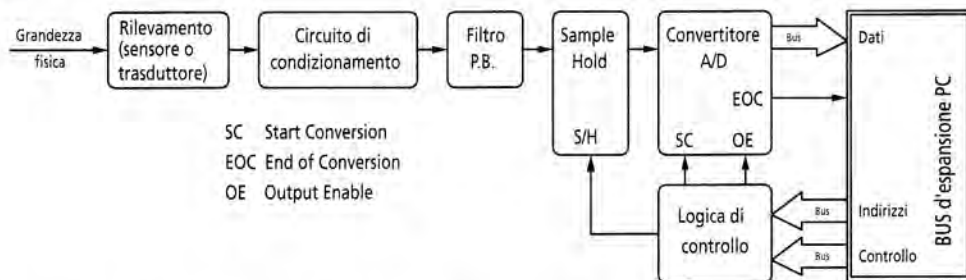 Grandezza
fisica
Rilevamento
(sensore o
trasduttore)
Circuito di
condizionamento
Filtro
P.B.
Sample
Hold
S/H
Convertitore
A/D
EOC
SC OE
Bus
Dati
BUS d'espansione PC
SC Start Conversion
EOC End of Conversion
OE Output Enable
Logica di
controllo
Bus
Indirizzi
Bus
Controllo